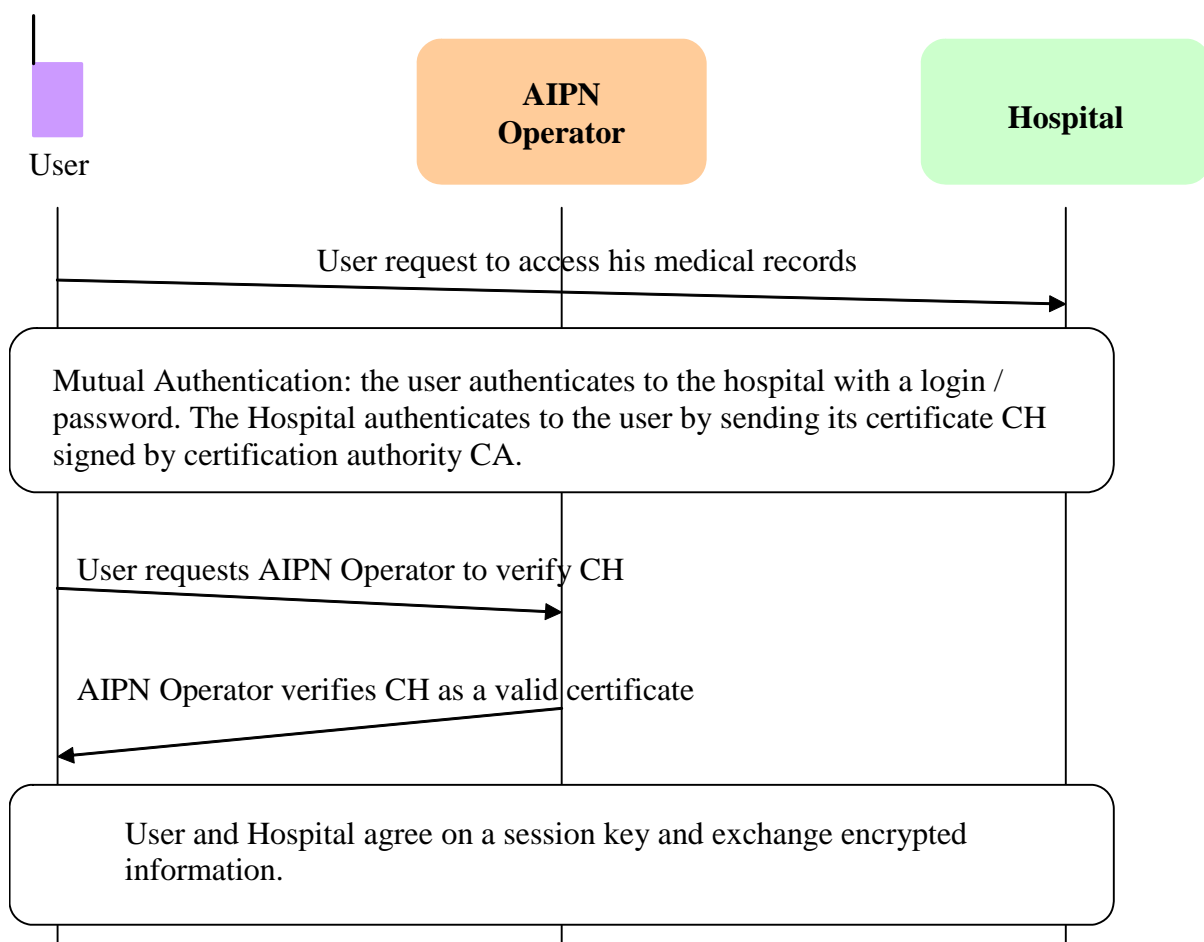 AIPN
Operator
Hospital
User
User request to access his medical records
Mutual Authentication: the user authenticates to the hospital with a login /
password. The Hospital authenticates to the user by sending its certificate CH
signed by certification authority CA.
User requests AIPN Operator to verify CH
AIPN Operator verifies CH as a valid certificate
User and Hospital agree on a session key and exchange encrypted
information.